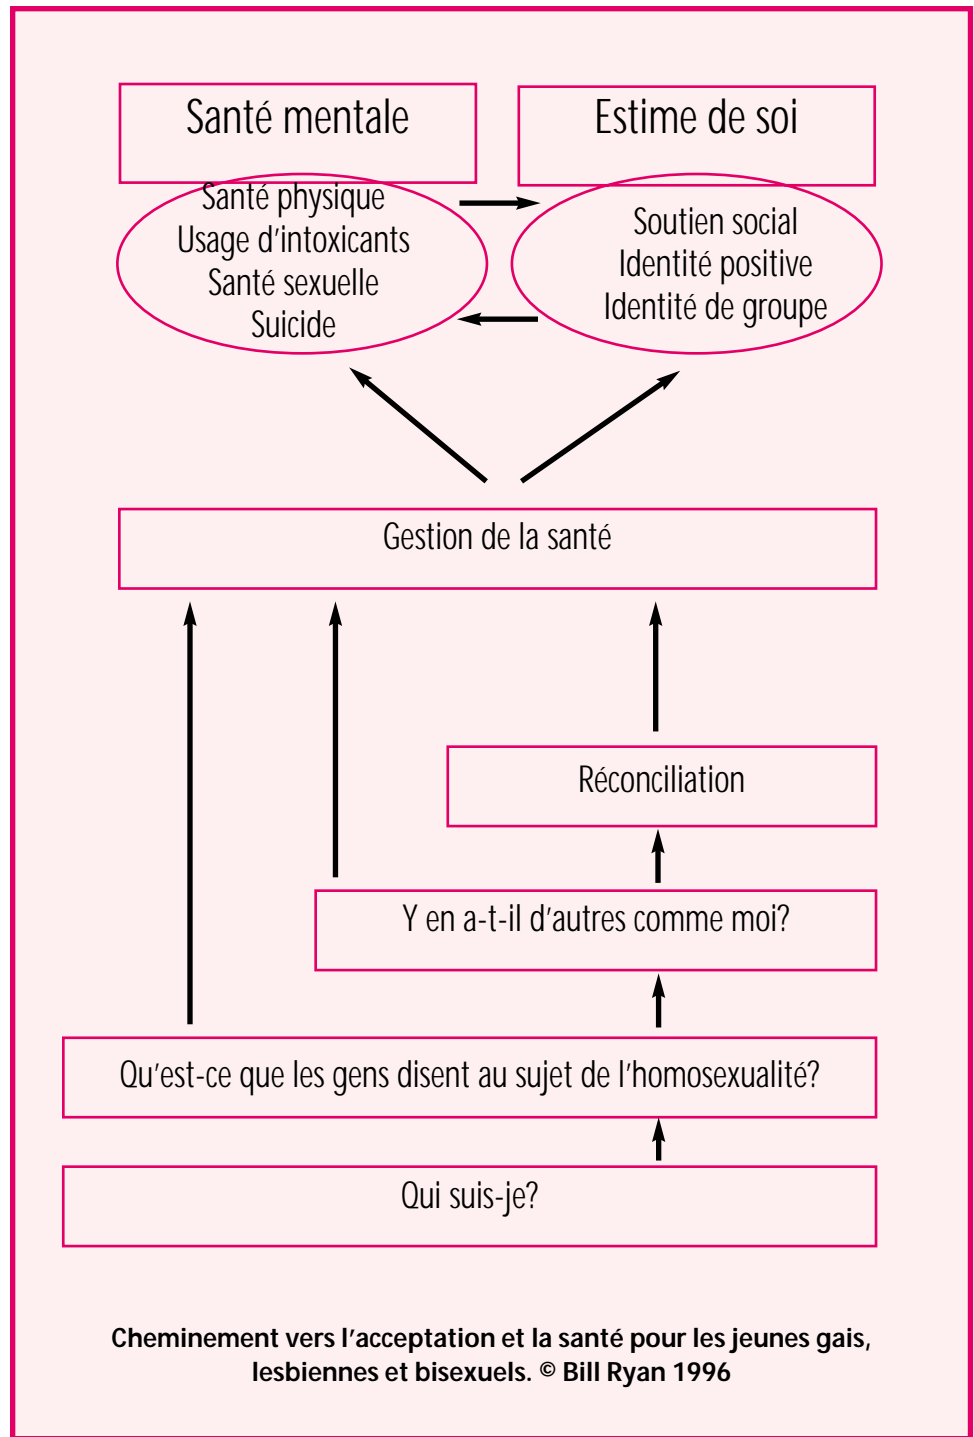 Santé mentale
Estime de soi
Santé physique
Usage d'intoxicants
Santé sexuelle
Suicide
Soutien social
Identité positive
Identité de groupe
Gestion de la santé
Réconciliation
Y en a-t-il d'autres comme moi?
Qu'est-ce que les gens disent au sujet de l'homosexualité?
Qui suis-je?
Cheminement vers l'acceptation et la santé pour les jeunes gais,
lesbiennes et bisexuels. © Bill Ryan 1996